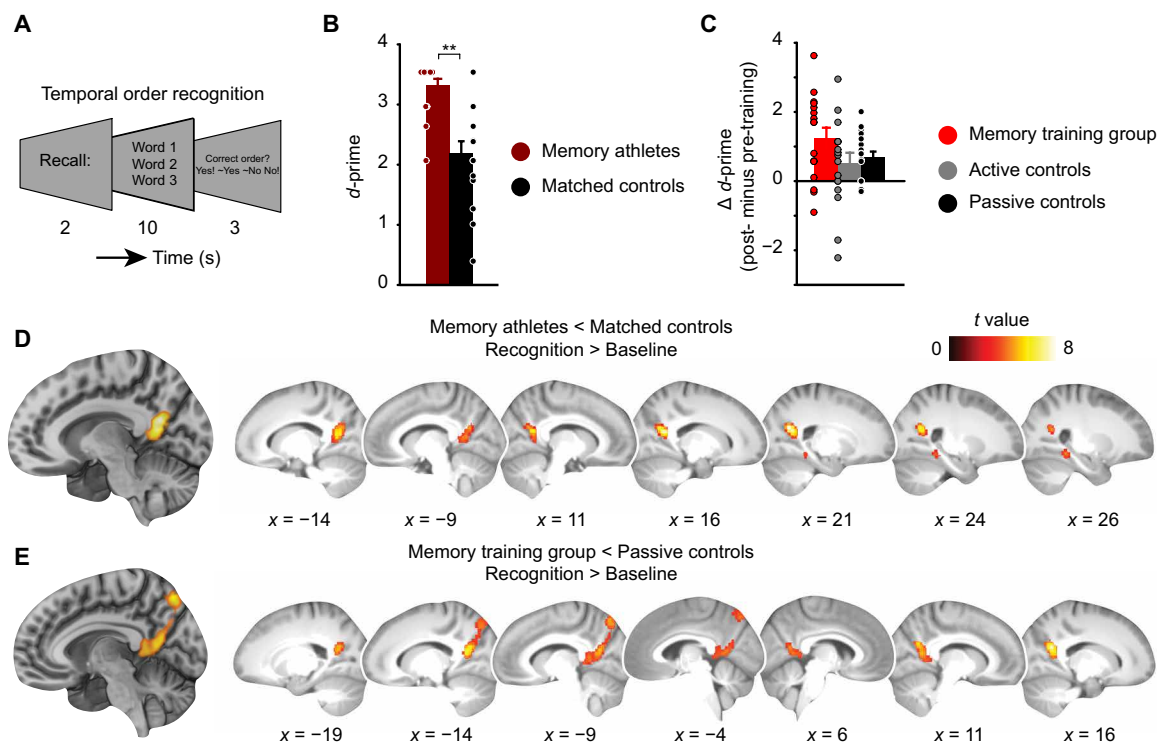 A
Temporal order recognition
Recall:
Word 1
Word 2
Word 3
Correct order?
Yes! ~Yes ~No No!
2 10 3
Time (s)
B
d-prime
4
3
2
1
0
**
Memory athletes
Matched controls
C
Δ d-prime
(post- minus pre-training)
4
2
0
−2
Memory training group
Active controls
Passive controls
D
Memory athletes < Matched controls
Recognition > Baseline
t value
0 8
x = −14 x = −9 x = 11 x = 16 x = 21 x = 24 x = 26
E
Memory training group < Passive controls
Recognition > Baseline
x = −19 x = −14 x = −9 x = −4 x = 6 x = 11 x = 16